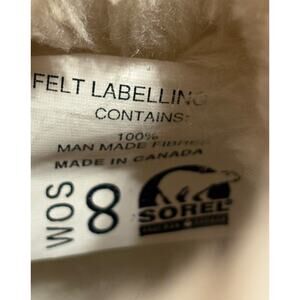 FELT LABELLING
CONTAINS:
100%
MAN MADE FIBRES
MADE IN CANADA
WOS
8
SOREL